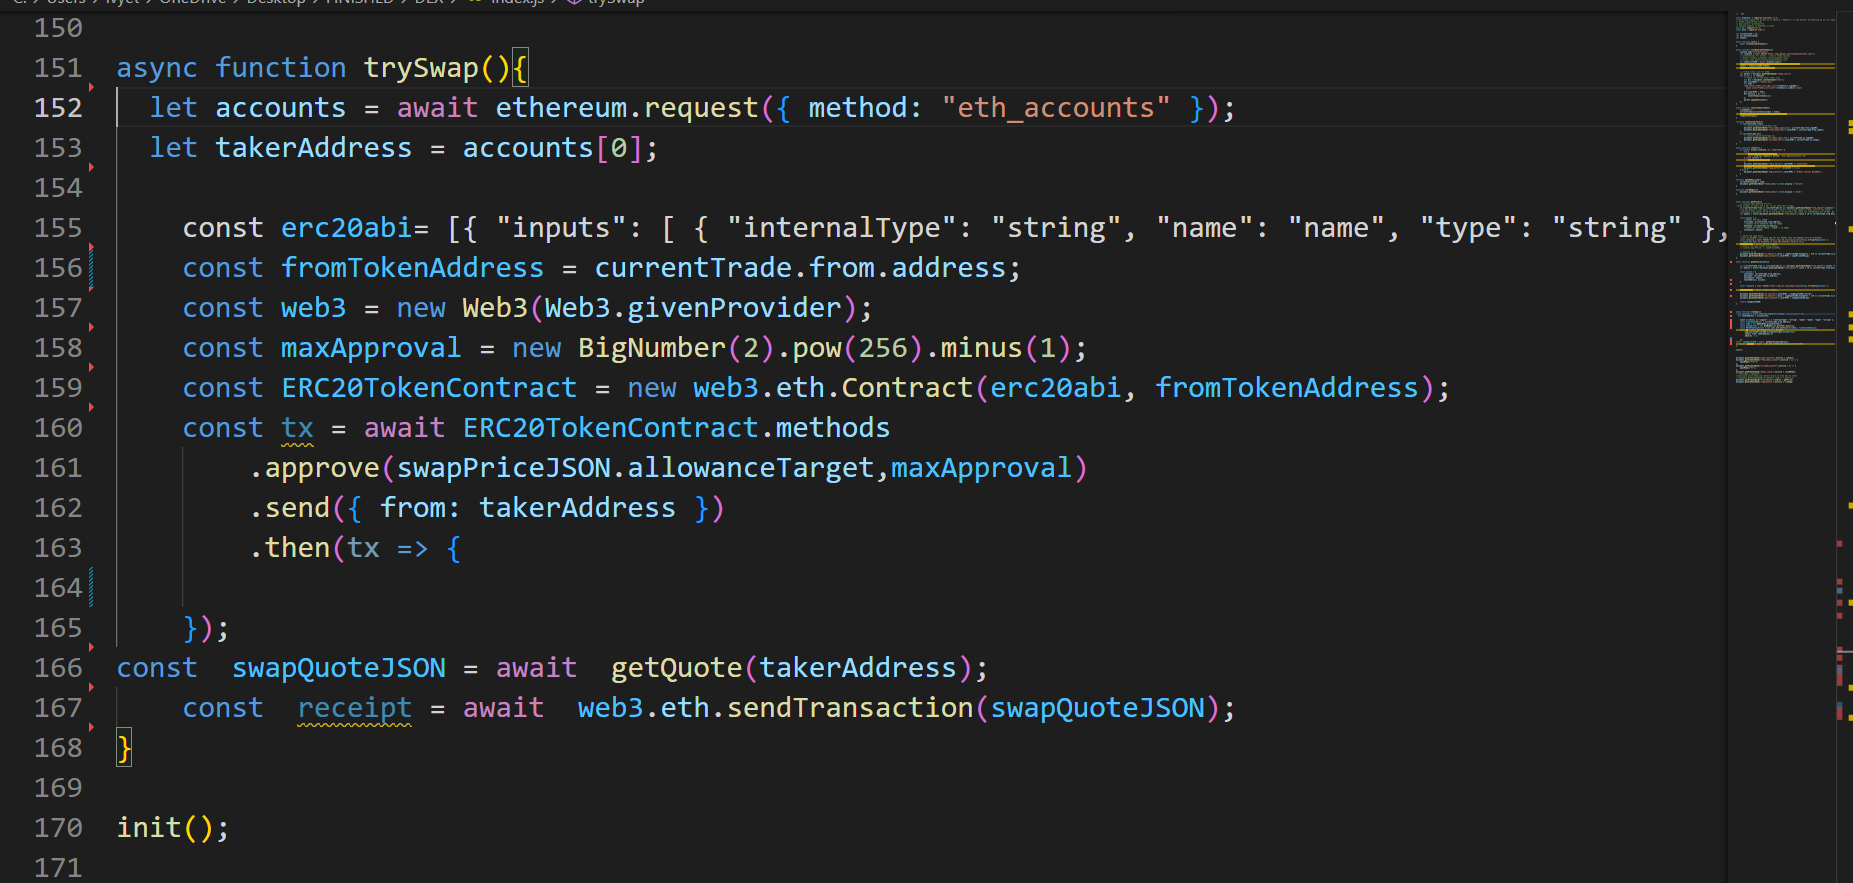 150
151 async function trySwap(){
152 let accounts = await ethereum.request({ method: "eth_accounts" });
153 let takerAddress = accounts[0];
154
155 const erc20abi= [{ "inputs": [ { "internalType": "string", "name": "name", "type": "string" },
156 const fromTokenAddress = currentTrade.from.address;
157 const web3 = new Web3(Web3.givenProvider);
158 const maxApproval = new BigNumber(2).pow(256).minus(1);
159 const ERC20TokenContract = new web3.eth.Contract(erc20abi, fromTokenAddress);
160 const tx = await ERC20TokenContract.methods
161 .approve(swapPriceJSON.allowanceTarget,maxApproval)
162 .send({ from: takerAddress })
163 .then(tx => {
164
165 });
166 const  swapQuoteJSON = await  getQuote(takerAddress);
167 const  receipt = await  web3.eth.sendTransaction(swapQuoteJSON);
168 }
169
170 init();
171